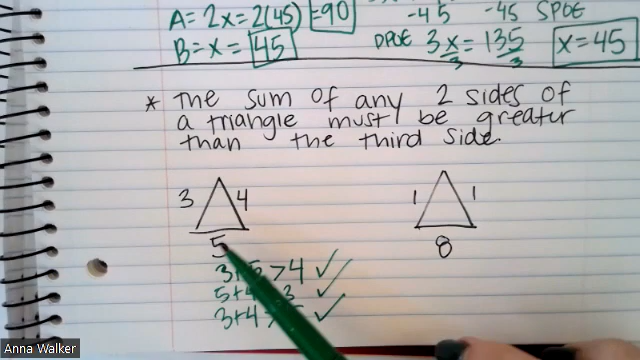 A = 2x = 2(45) = 90
B = x = 45
-45 -45 SPOE
DPOE 3x = 135 x = 45
3 3
* The sum of any 2 sides of
a triangle must be greater
than the third side.
3 4
5
1 1
8
3+5 >4 ✓
5+4 3 ✓
3+4 > ✓
Anna Walker